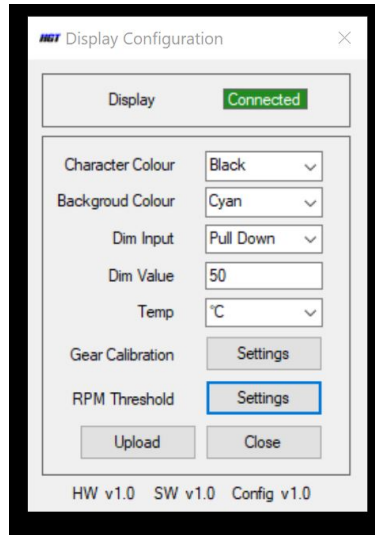 HGT Display Configuration
Display Connected
Character Colour Black
Backgroud Colour Cyan
Dim Input Pull Down
Dim Value 50
Temp °C
Gear Calibration Settings
RPM Threshold Settings
Upload Close
HW v1.0 SW v1.0 Config v1.0